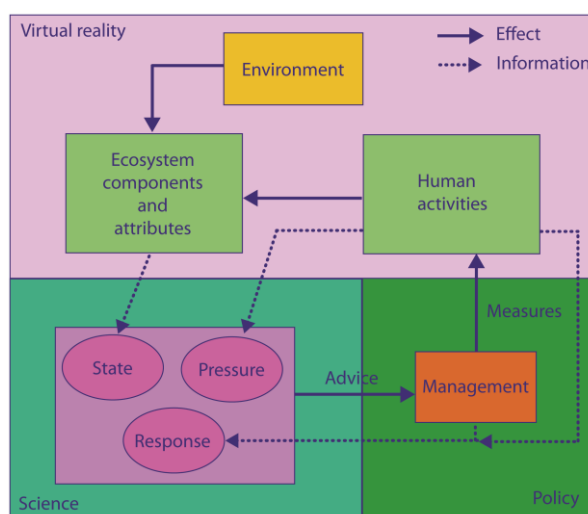 Virtual reality
Effect
Information
Environment
Ecosystem
components
and
attributes
Human
activities
Measures
State
Pressure
Advice
Management
Response
Science
Policy